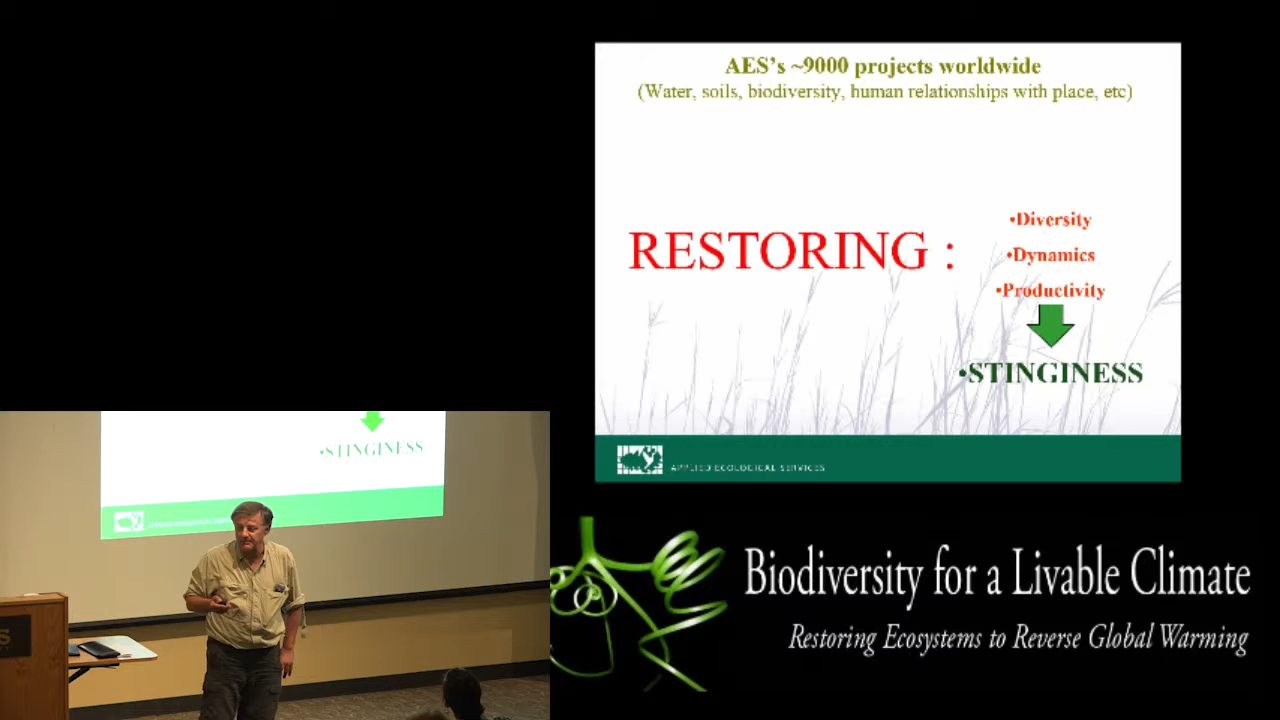 AES's ~9000 projects worldwide
(Water, soils, biodiversity, human relationships with place, etc)
RESTORING :
•Diversity
•Dynamics
•Productivity
•STINGINESS
APPLIED ECOLOGICAL SERVICES
•STINGINESS
Biodiversity for a Livable Climate
Restoring Ecosystems to Reverse Global Warming